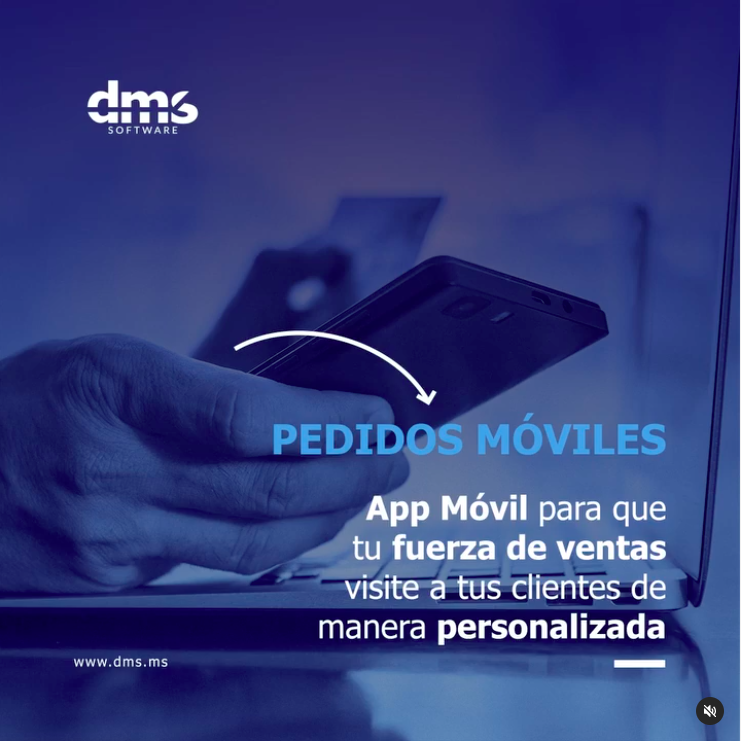 dms
SOFTWARE
PEDIDOS MÓVILES
App Móvil para que
tu fuerza de ventas
visite a tus clientes de
manera personalizada
www.dms.ms